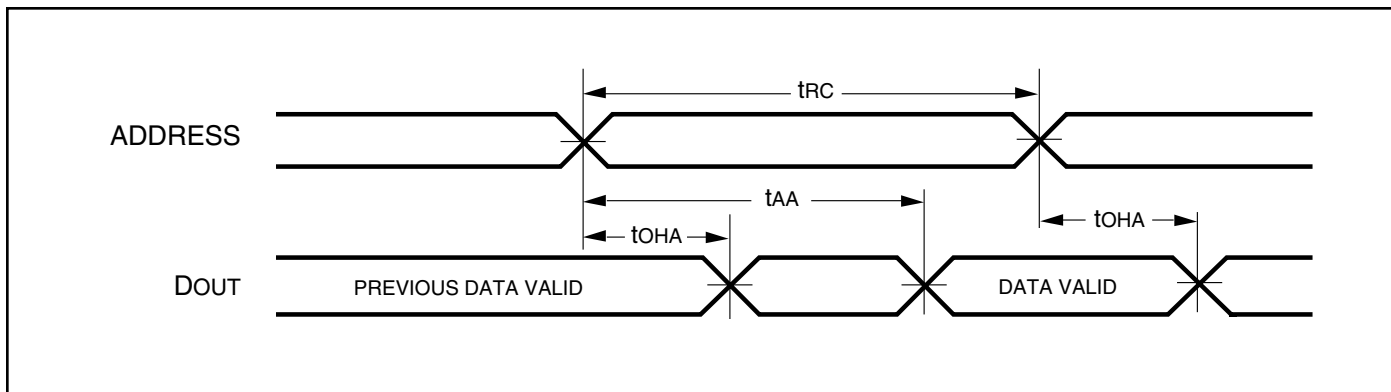 tRC
ADDRESS
tAA
tOHA
tOHA
DOUT
PREVIOUS DATA VALID
DATA VALID